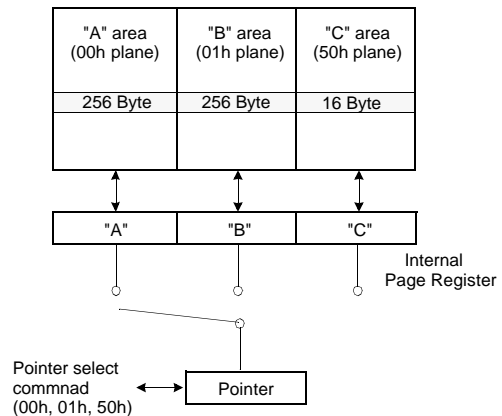 "A" area
(00h plane)
"B" area
(01h plane)
"C" area
(50h plane)
256 Byte
256 Byte
16 Byte
"A"
"B"
"C"
Internal
Page Register
Pointer select
commnad
(00h, 01h, 50h)
Pointer